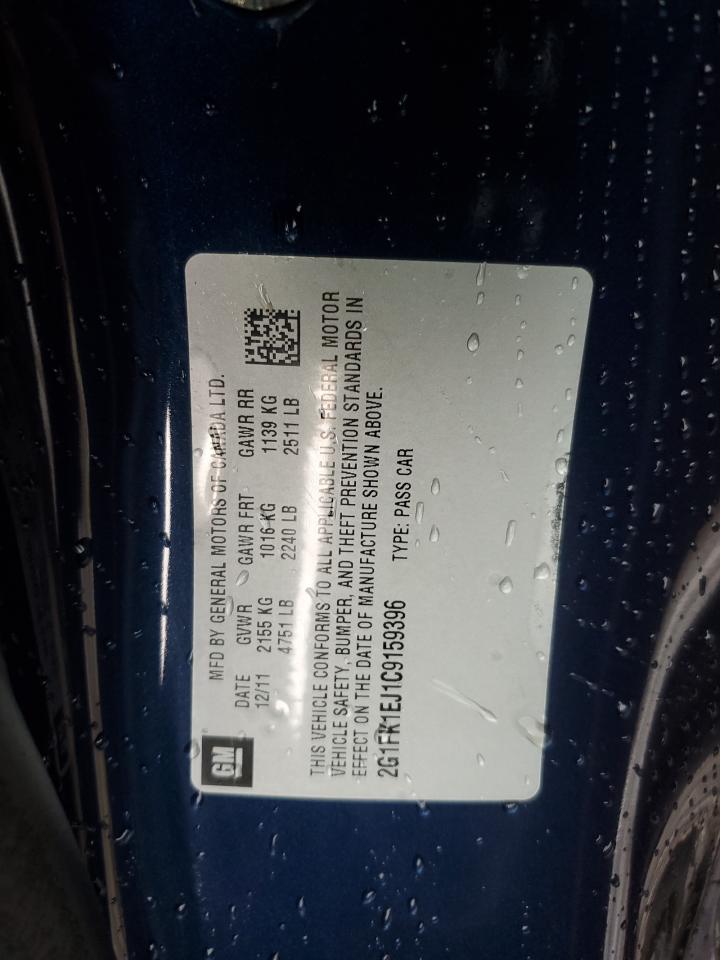 GM
MFD BY GENERAL MOTORS OF CANADA LTD.
DATE GVWR GAWR FRT GAWR RR
12/11 2155 KG 1016 KG 1139 KG
4751 LB 2240 LB 2511 LB
THIS VEHICLE CONFORMS TO ALL APPLICABLE U.S. FEDERAL MOTOR
VEHICLE SAFETY, BUMPER, AND THEFT PREVENTION STANDARDS IN
EFFECT ON THE DATE OF MANUFACTURE SHOWN ABOVE.
2G1FK1EJ1C9159396 TYPE: PASS CAR